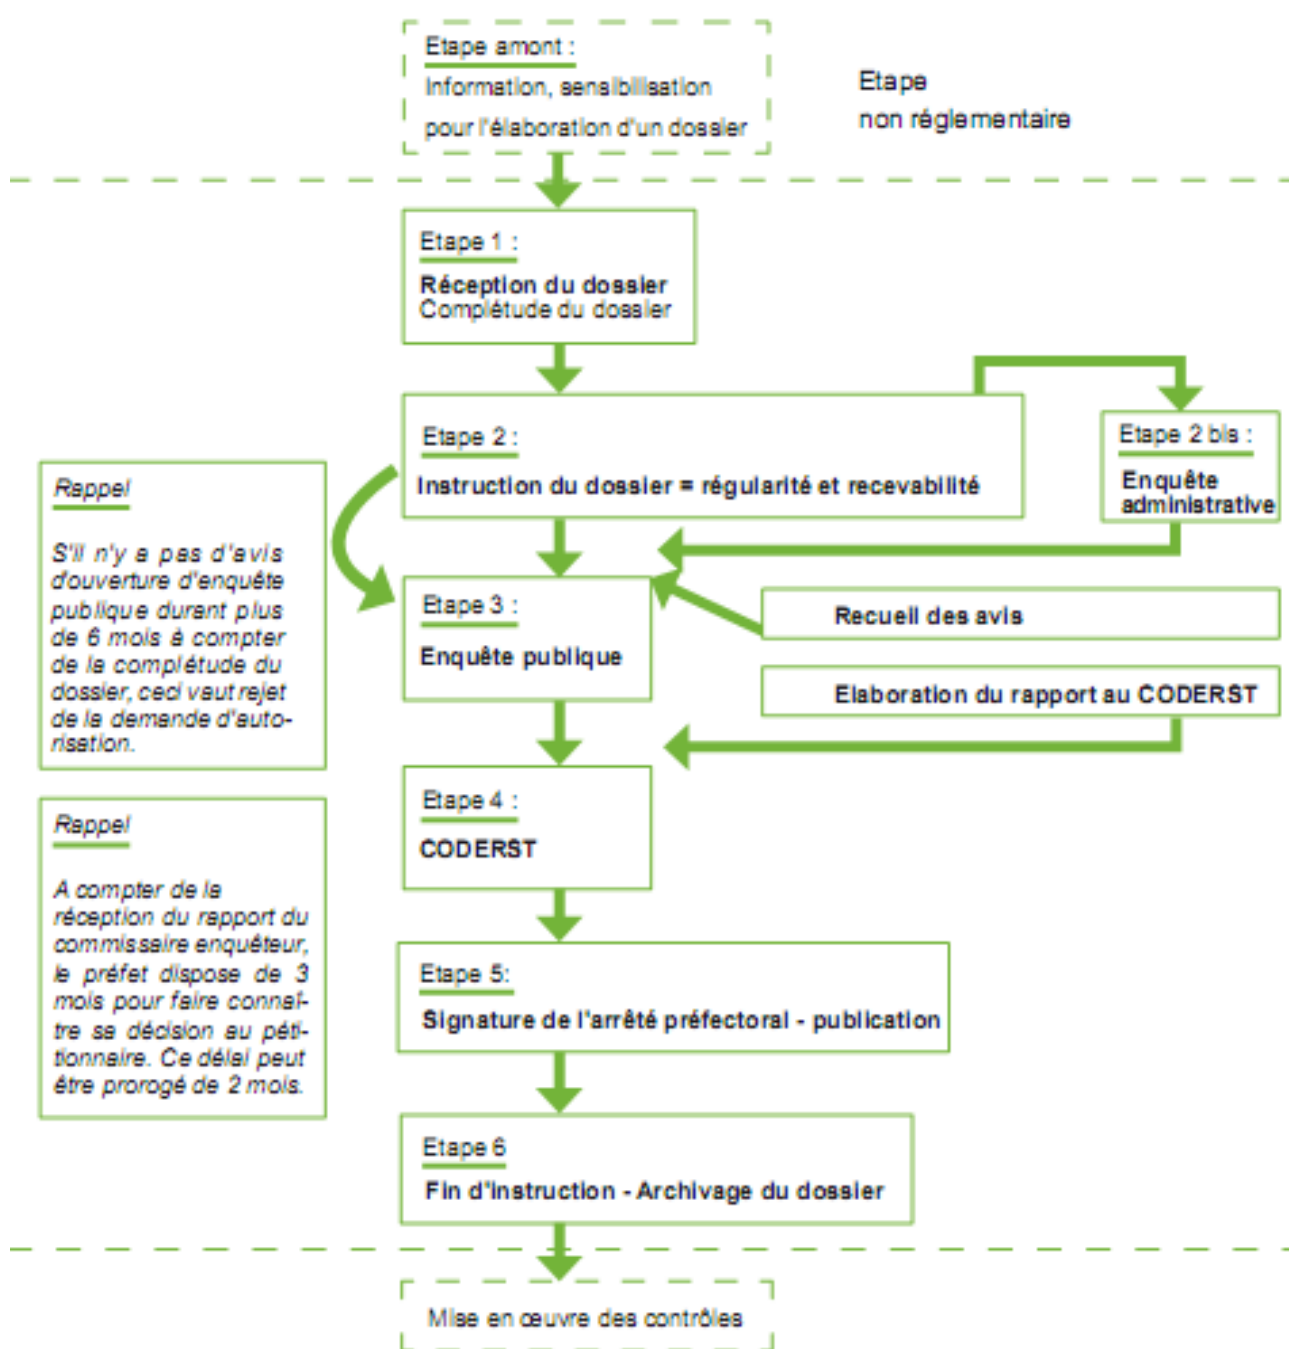 Etape amont :
Information, sensibilisation
pour l'élaboration d'un dossier
Etape
non réglementaire
Etape 1 :
Réception du dossier
Complétude du dossier
Etape 2 :
Instruction du dossier = régularité et recevabilité
Etape 2 bis :
Enquête
administrative
Rappel
S'il n'y a pas d'avis
d'ouverture d'enquête
publique durant plus
de 6 mois à compter
de la complétude du
dossier, ceci vaut rejet
de la demande d'auto-
risation.
Etape 3 :
Enquête publique
Recueil des avis
Elaboration du rapport au CODERST
Rappel
A compter de la
réception du rapport du
commissaire enquêteur,
le préfet dispose de 3
mois pour faire connaî-
tre sa décision au péti-
tionnaire. Ce délai peut
être prorogé de 2 mois.
Etape 4 :
CODERST
Etape 5:
Signature de l'arrêté préfectoral - publication
Etape 6
Fin d'instruction - Archivage du dossier
Mise en œuvre des contrôles